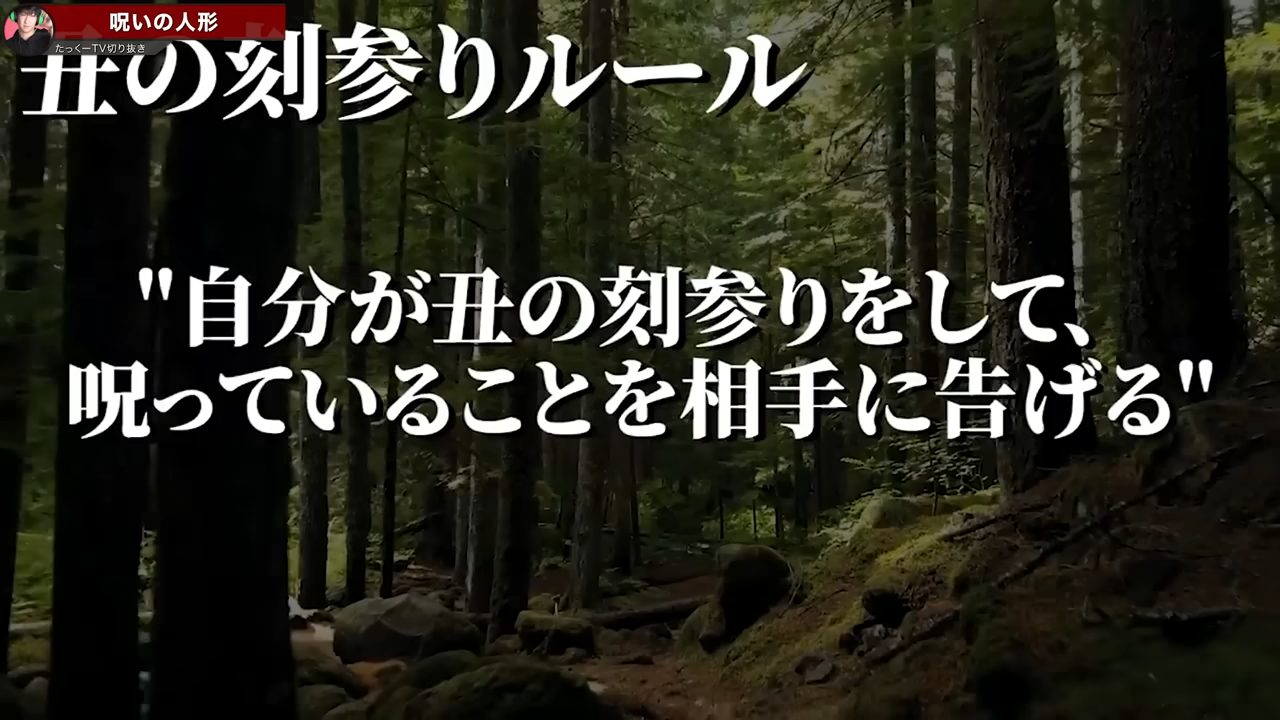 呪いの人形
たっくーTV切り抜き
丑の刻参りルール
"自分が丑の刻参りをして、
呪っていることを相手に告げる"